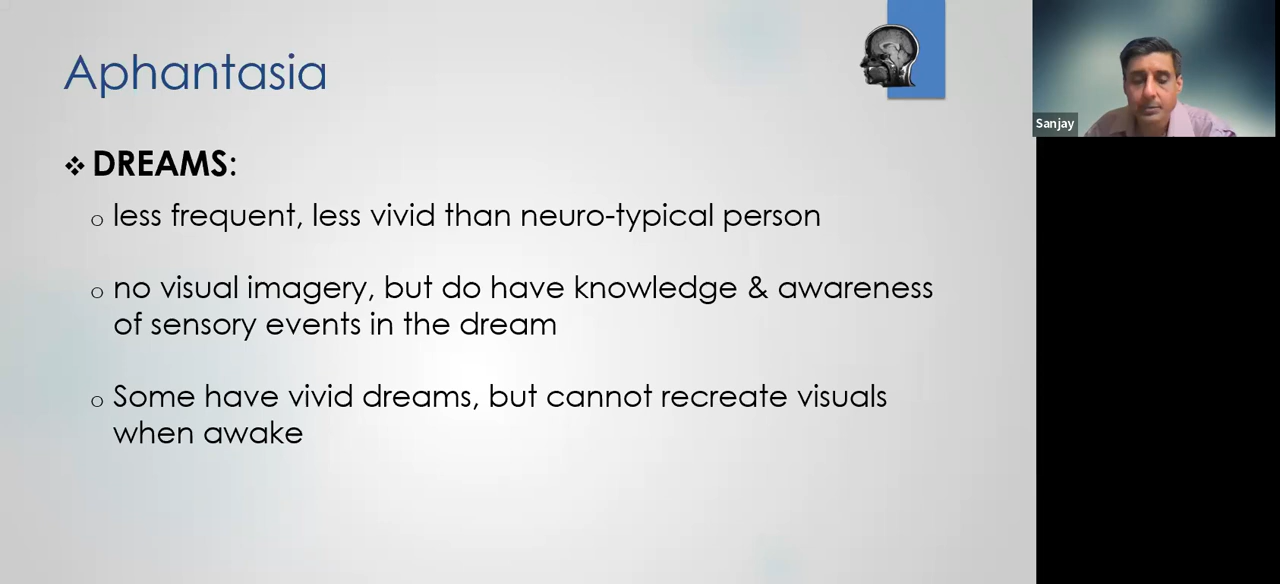 Aphantasia
Sanjay
❖ DREAMS:
o less frequent, less vivid than neuro-typical person
o no visual imagery, but do have knowledge & awareness
of sensory events in the dream
o Some have vivid dreams, but cannot recreate visuals
when awake